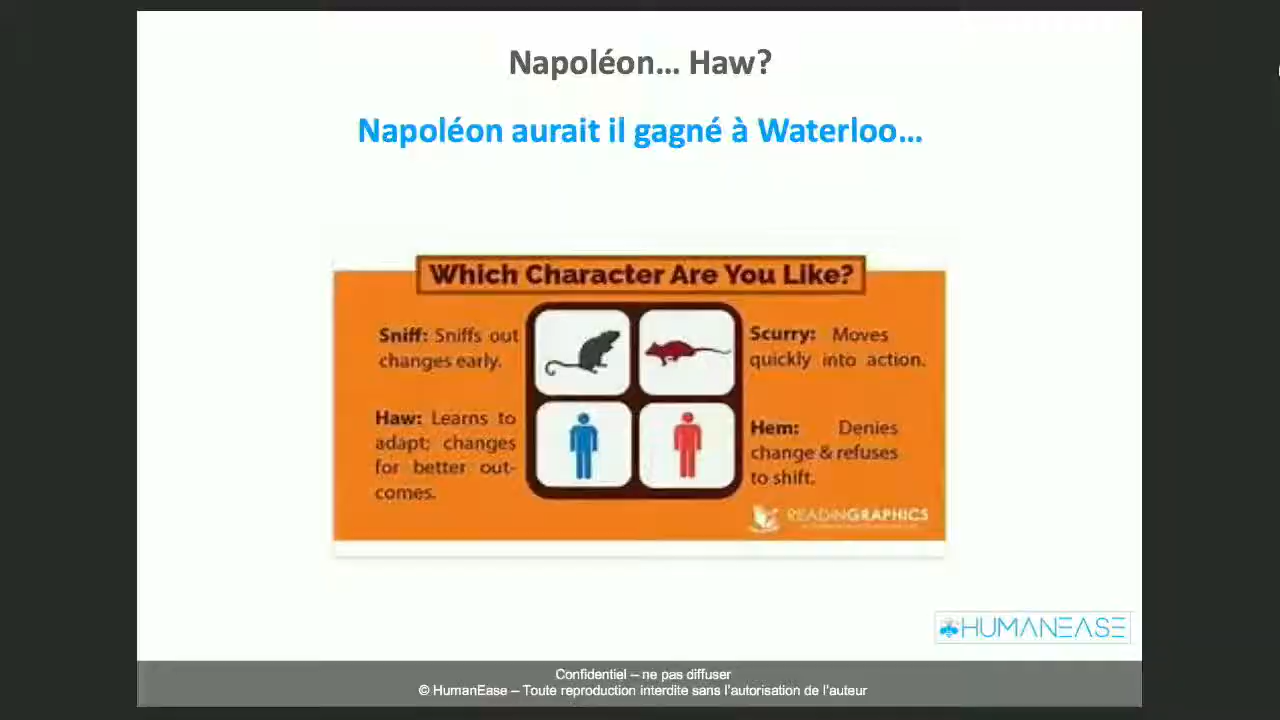 Napoléon... Haw?
Napoléon aurait il gagné à Waterloo...
Which Character Are You Like?
Sniff: Sniffs out
changes early.
Scurry: Moves
quickly into action.
Haw: Learns to
adapt; changes
for better out-
comes.
Hem: Denies
change & refuses
to shift.
READINGRAPHICS
HUMANEASE
Confidentiel – ne pas diffuser
© HumanEase – Toute reproduction interdite sans l'autorisation de l'auteur